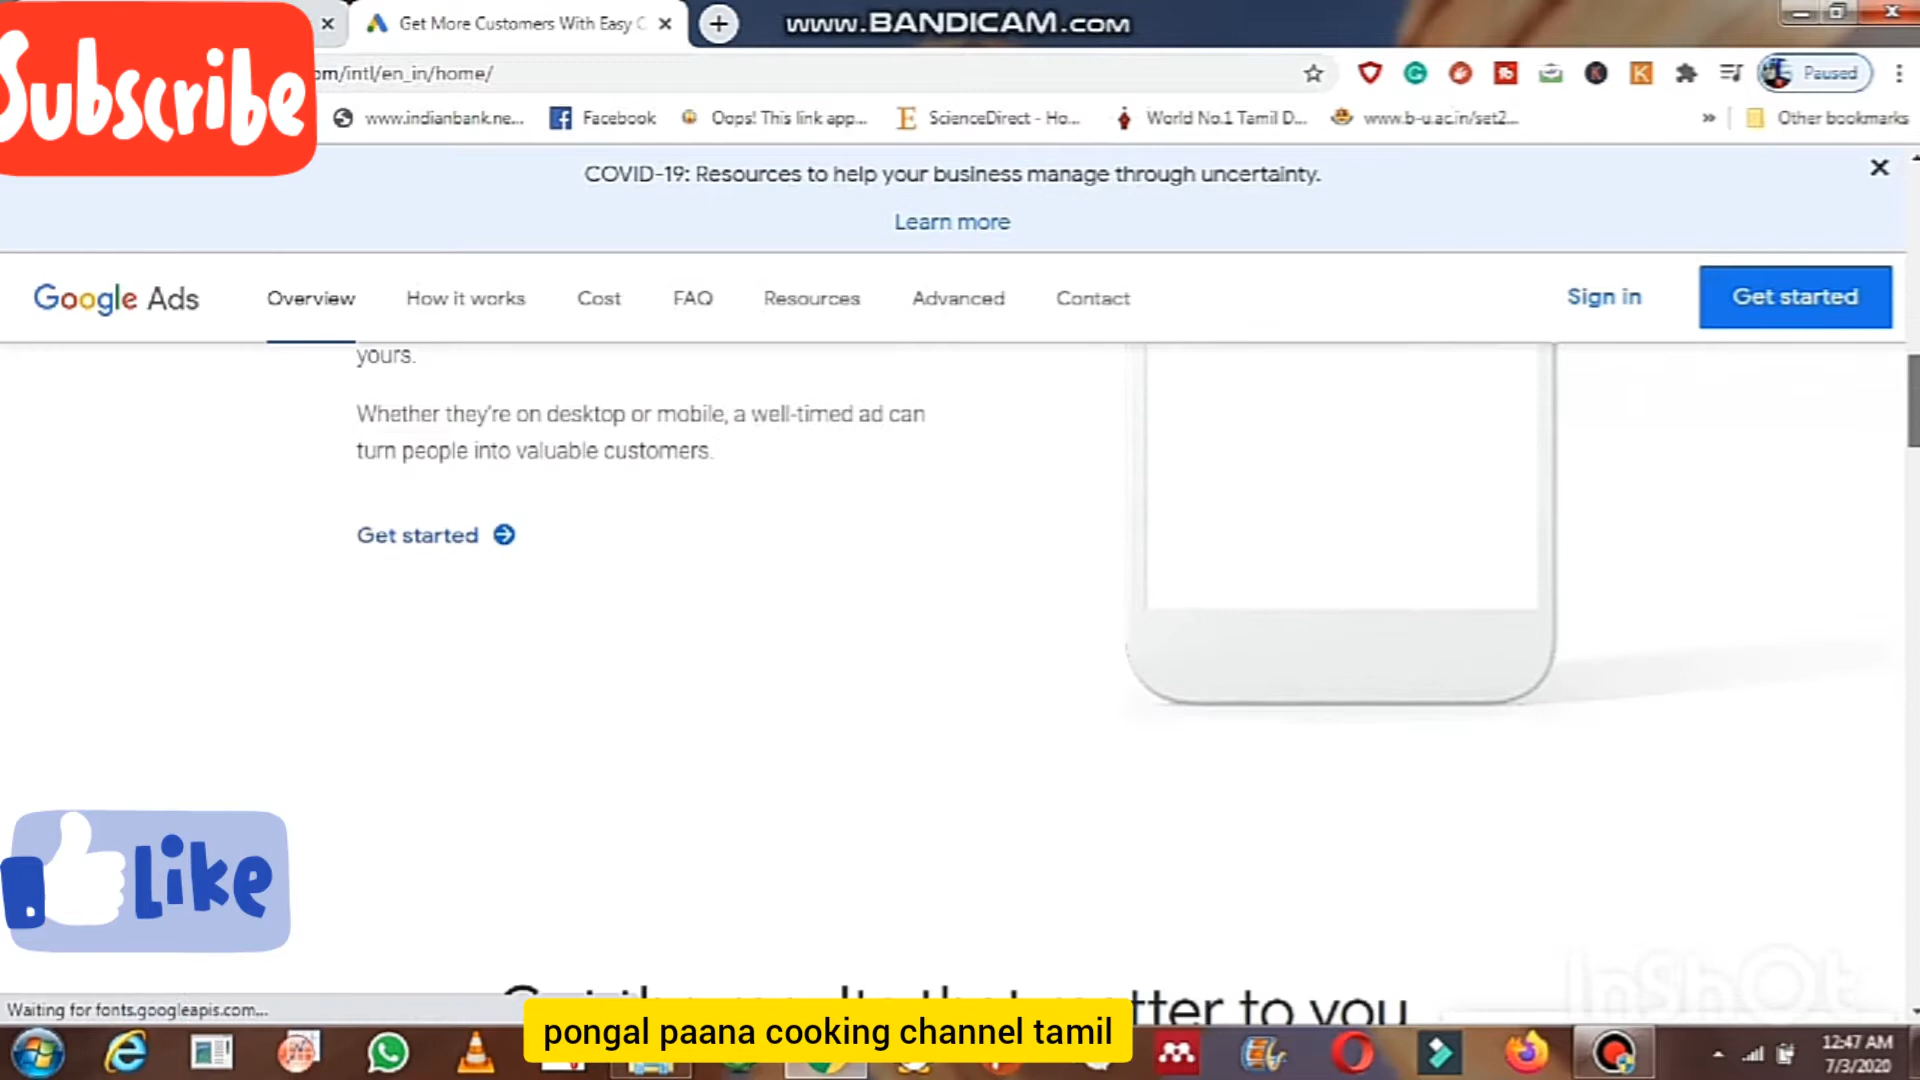 Subscribe
Get More Customers With Easy C
www.BANDICAM.com
om/intl/en_in/home/
Paused
www.indianbank.ne...
Facebook
Oops! This link app...
ScienceDirect - Ho...
World No.1 Tamil D...
www.b-u.ac.in/set2...
»
Other bookmarks
COVID-19: Resources to help your business manage through uncertainty.
Learn more
Google Ads
Overview
How it works
Cost
FAQ
Resources
Advanced
Contact
Sign in
Get started
yours.
Whether they're on desktop or mobile, a well-timed ad can
turn people into valuable customers.
Get started
Like
InShOt
to you
Waiting for fonts.googleapis.com...
pongal paana cooking channel tamil
12:47 AM
7/3/2020